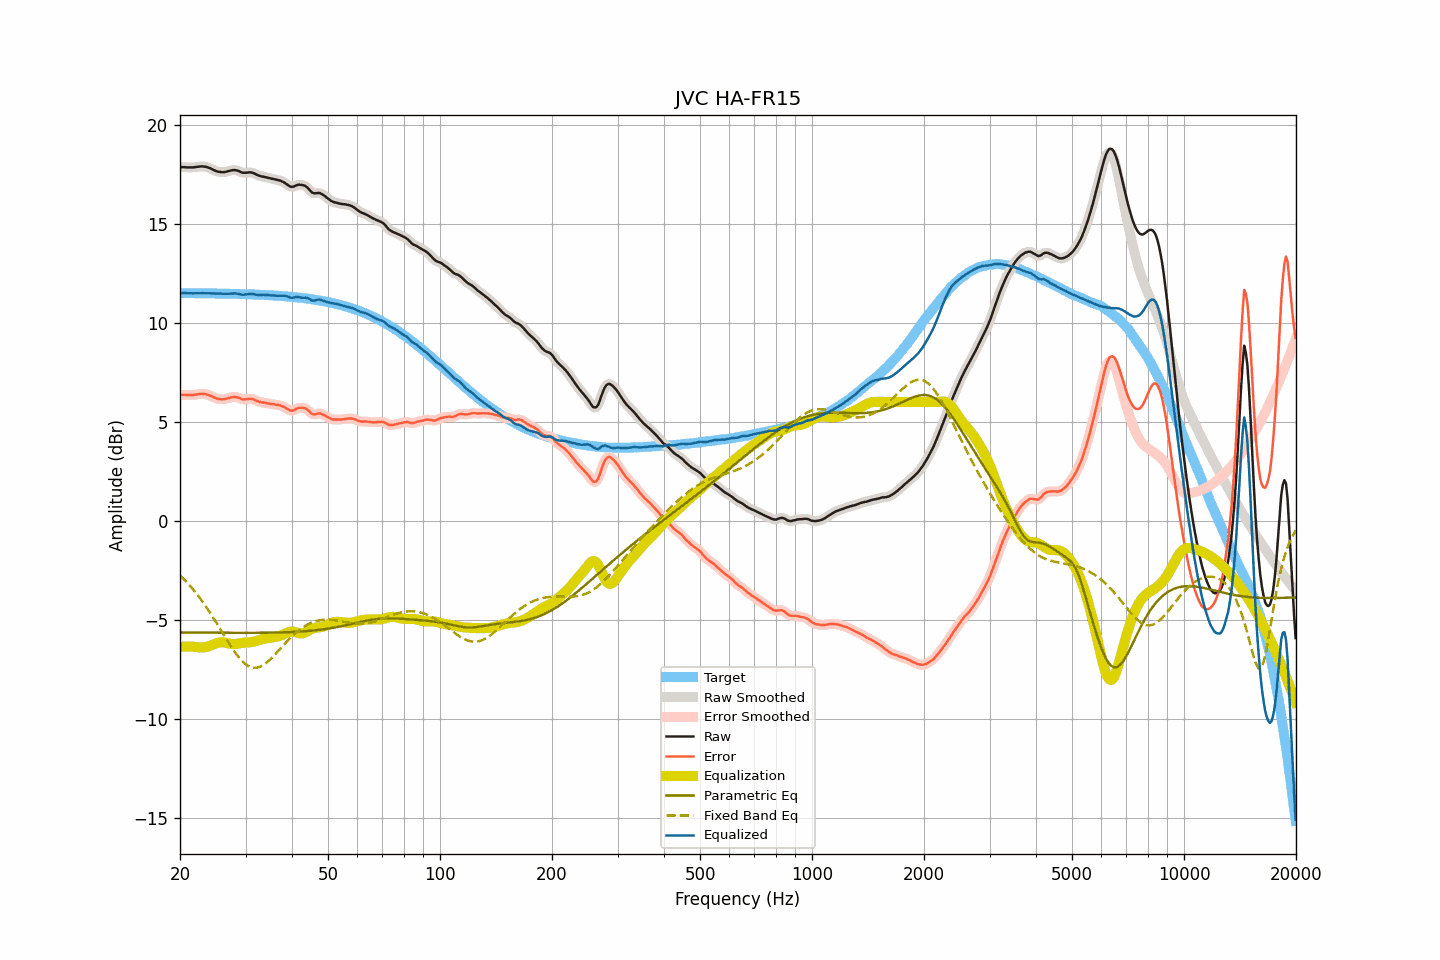 JVC HA-FR15
Amplitude (dBr)
20
15
10
5
0
−5
−10
−15
Target
Raw Smoothed
Error Smoothed
Raw
Error
Equalization
Parametric Eq
Fixed Band Eq
Equalized
20 50 100 200 500 1000 2000 5000 10000 20000
Frequency (Hz)